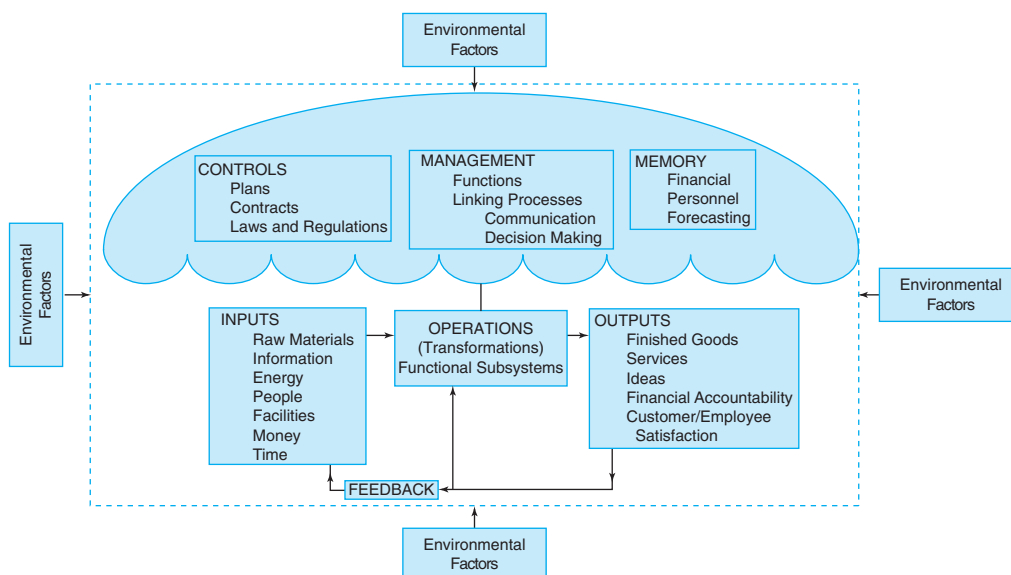 Environmental
Factors
CONTROLS
Plans
Contracts
Laws and Regulations
MANAGEMENT
Functions
Linking Processes
Communication
Decision Making
MEMORY
Financial
Personnel
Forecasting
Environmental
Factors
Environmental
Factors
INPUTS
Raw Materials
Information
Energy
People
Facilities
Money
Time
OPERATIONS
(Transformations)
Functional Subsystems
OUTPUTS
Finished Goods
Services
Ideas
Financial Accountability
Customer/Employee
Satisfaction
FEEDBACK
Environmental
Factors